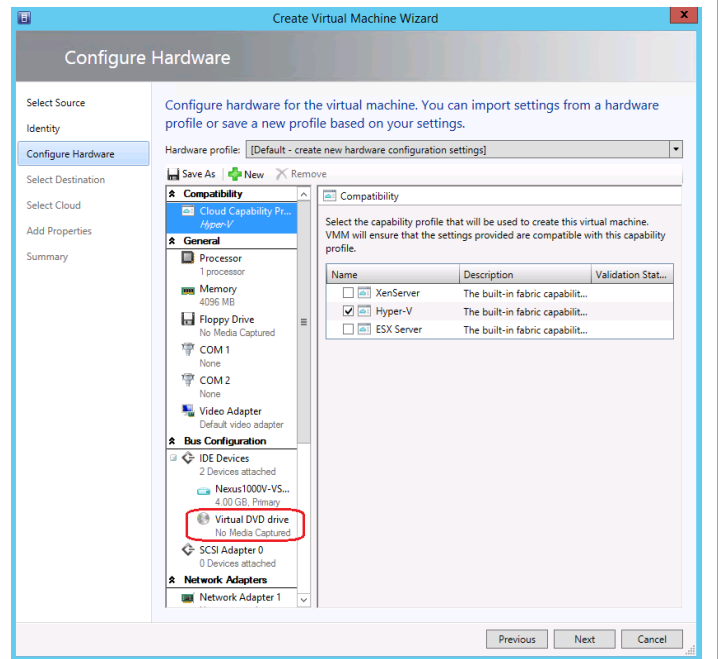 Create Virtual Machine Wizard
x
Configure Hardware
Select Source
Identity
Configure Hardware
Select Destination
Select Cloud
Add Properties
Summary
Configure hardware for the virtual machine. You can import settings from a hardware
profile or save a new profile based on your settings.
Hardware profile: [Default - create new hardware configuration settings]
Save As New Remove
Compatibility
Cloud Capability Pr...
Hyper-V
General
Processor
1 processor
Memory
4096 MB
Floppy Drive
No Media Captured
COM 1
None
COM 2
None
Video Adapter
Default video adapter
Bus Configuration
IDE Devices
2 Devices attached
Nexus1000V-VS...
4.00 GB, Primary
Virtual DVD drive
No Media Captured
SCSI Adapter 0
0 Devices attached
Network Adapters
Network Adapter 1
Compatibility
Select the capability profile that will be used to create this virtual machine.
VMM will ensure that the settings provided are compatible with this capability
profile.
Name Description Validation Stat...
XenServer The built-in fabric capabilit...
Hyper-V The built-in fabric capabilit...
ESX Server The built-in fabric capabilit...
Previous Next Cancel